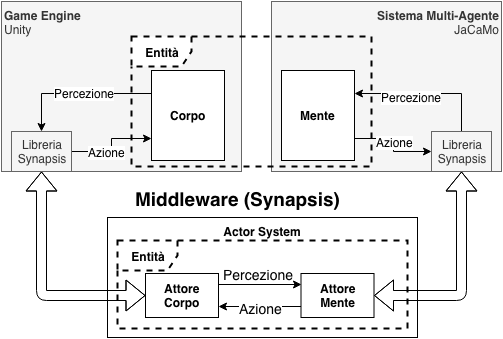 Game Engine
Unity
Sistema Multi-Agente
JaCaMo
Entità
Percezione
Corpo
Mente
Percezione
Libreria
Synapsis
Azione
Azione
Libreria
Synapsis
Middleware (Synapsis)
Actor System
Entità
Attore
Corpo
Percezione
Azione
Attore
Mente